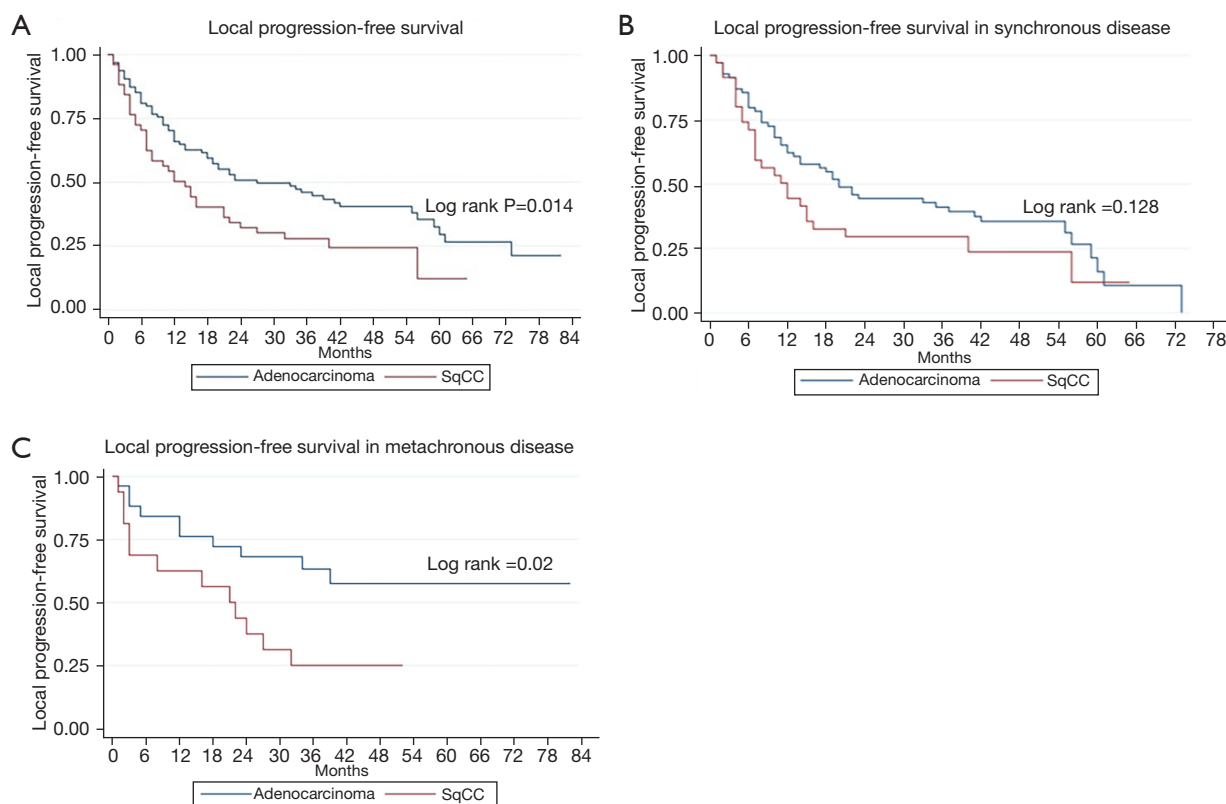 A
Local progression-free survival
Local progression-free survival
1.00
0.75
0.50
0.25
0.00
Log rank P=0.014
0 6 12 18 24 30 36 42 48 54 60 66 72 78 84
Months
Adenocarcinoma SqCC
B
Local progression-free survival in synchronous disease
Local progression-free survival
1.00
0.75
0.50
0.25
0.00
Log rank =0.128
0 6 12 18 24 30 36 42 48 54 60 66 72 78
Months
Adenocarcinoma SqCC
C
Local progression-free survival in metachronous disease
Local progression-free survival
1.00
0.75
0.50
0.25
0.00
Log rank =0.02
0 6 12 18 24 30 36 42 48 54 60 66 72 78 84
Months
Adenocarcinoma SqCC